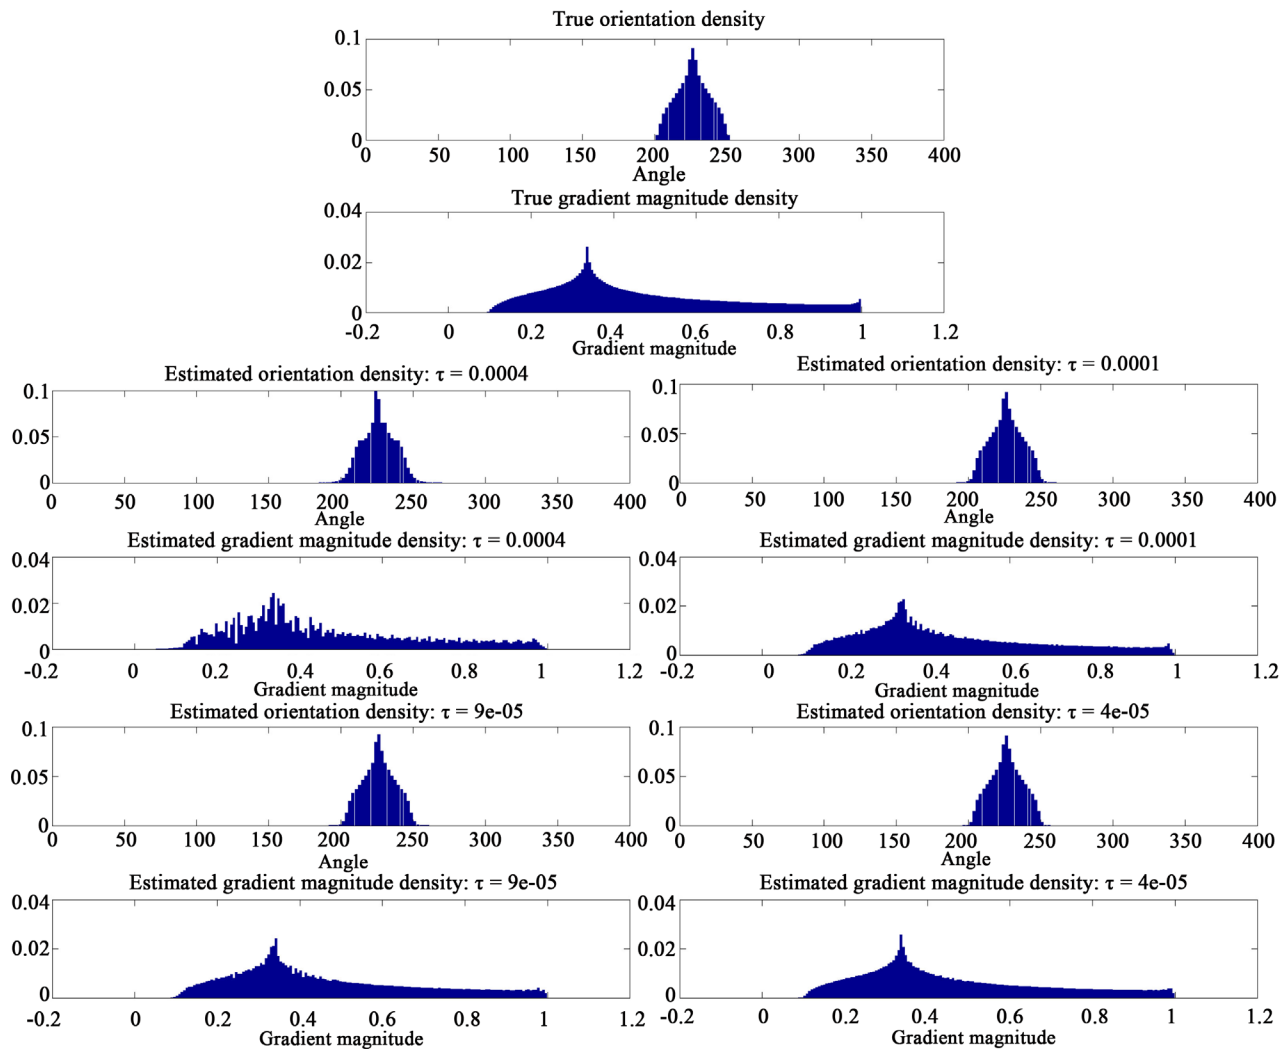 True orientation density
0.1
0.05
0
0 50 100 150 200 250 300 350 400
Angle
True gradient magnitude density
0.04
0.02
0
-0.2 0 0.2 0.4 0.6 0.8 1 1.2
Gradient magnitude
Estimated orientation density: τ = 0.0004
0.1
0.05
0
0 50 100 150 200 250 300 350 400
Angle
Estimated orientation density: τ = 0.0001
0.1
0.05
0
0 50 100 150 200 250 300 350 400
Angle
Estimated gradient magnitude density: τ = 0.0004
0.04
0.02
0
-0.2 0 0.2 0.4 0.6 0.8 1 1.2
Gradient magnitude
Estimated gradient magnitude density: τ = 0.0001
0.04
0.02
0
-0.2 0 0.2 0.4 0.6 0.8 1 1.2
Gradient magnitude
Estimated orientation density: τ = 9e-05
0.1
0.05
0
0 50 100 150 200 250 300 350 400
Angle
Estimated orientation density: τ = 4e-05
0.1
0.05
0
0 50 100 150 200 250 300 350 400
Angle
Estimated gradient magnitude density: τ = 9e-05
0.04
0.02
0
-0.2 0 0.2 0.4 0.6 0.8 1 1.2
Gradient magnitude
Estimated gradient magnitude density: τ = 4e-05
0.04
0.02
0
-0.2 0 0.2 0.4 0.6 0.8 1 1.2
Gradient magnitude